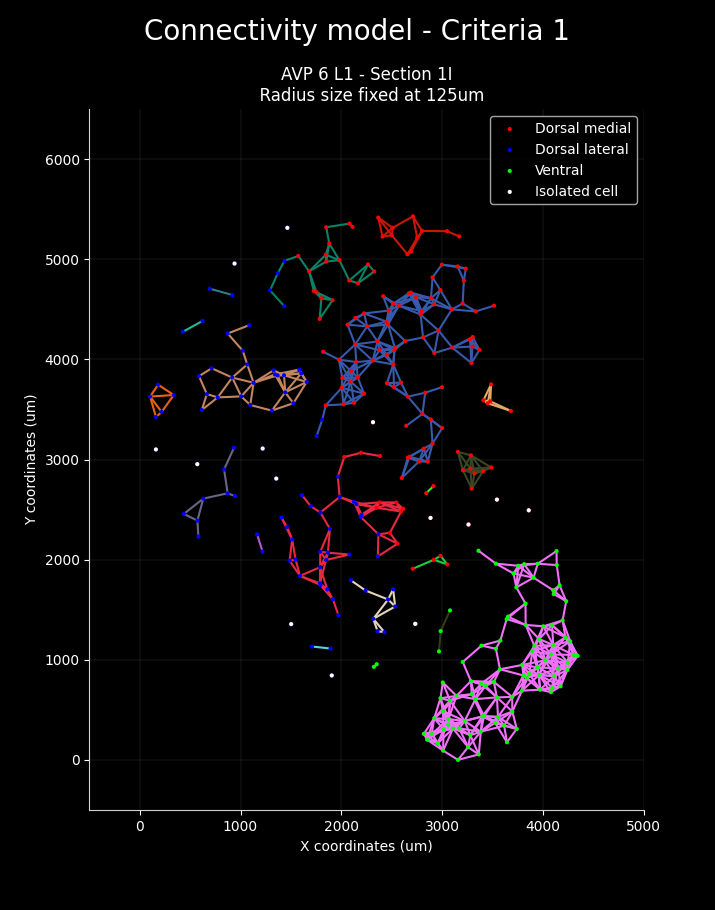 Connectivity model - Criteria 1
AVP 6 L1 - Section 1I
Radius size fixed at 125um
Dorsal medial
Dorsal lateral
Ventral
Isolated cell
6000
5000
4000
3000
2000
1000
0
Y coordinates (um)
0 1000 2000 3000 4000 5000
X coordinates (um)